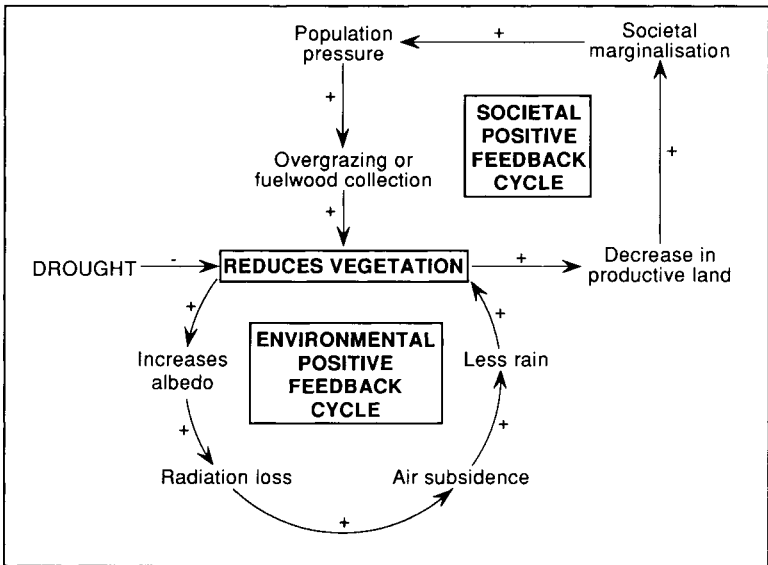 Population
pressure
+
Societal
marginalisation
+
SOCIETAL
POSITIVE
FEEDBACK
CYCLE
+
Overgrazing or
fuelwood collection
+
DROUGHT
-
REDUCES VEGETATION
+
Decrease in
productive land
+
Increases
albedo
ENVIRONMENTAL
POSITIVE
FEEDBACK
CYCLE
+
Less rain
+
+
Radiation loss
Air subsidence
+